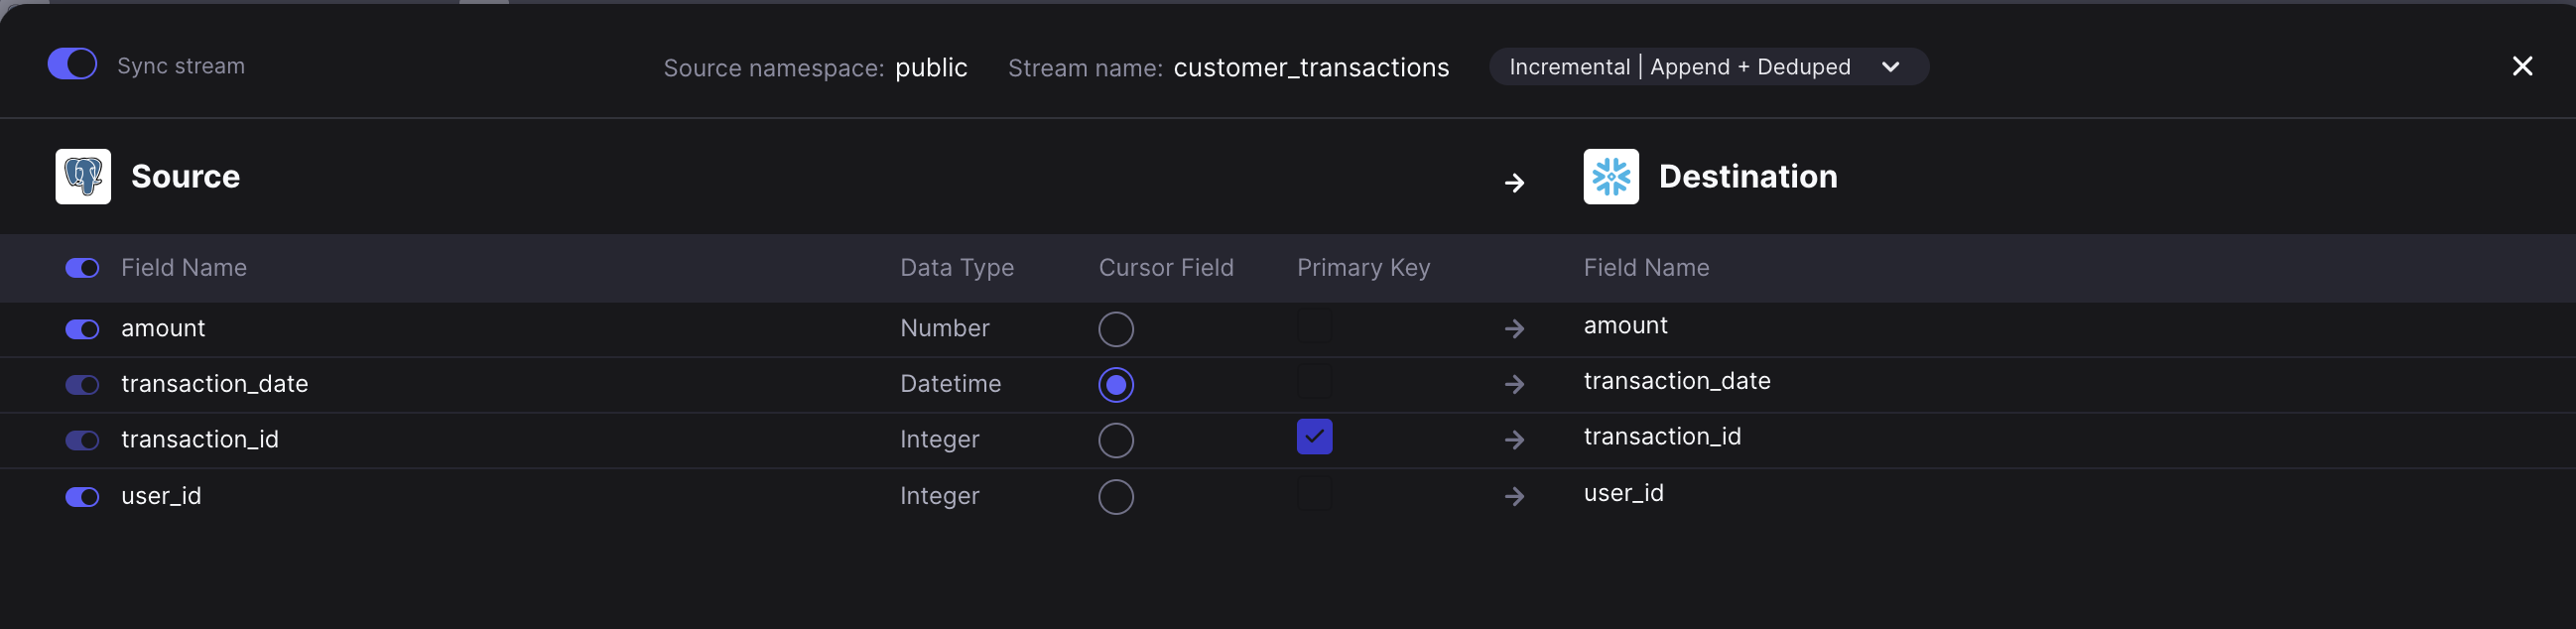 Sync stream Source namespace: public Stream name: customer_transactions Incremental | Append + Deduped
Source Destination
Field Name Data Type Cursor Field Primary Key Field Name
amount Number amount
transaction_date Datetime transaction_date
transaction_id Integer transaction_id
user_id Integer user_id